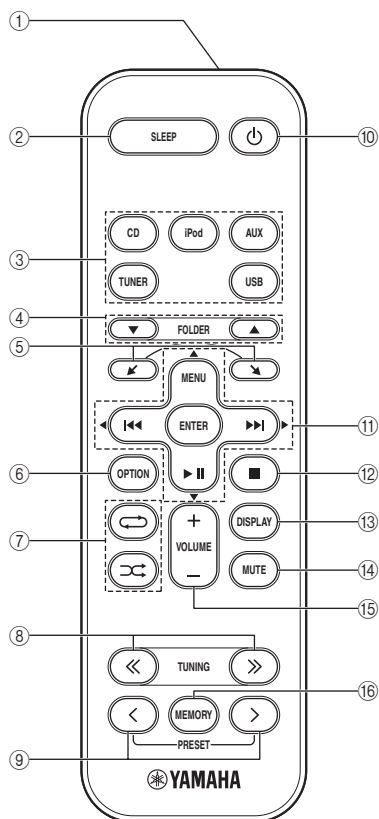 ①
② SLEEP ⑩
CD iPod AUX
③
TUNER USB
④ FOLDER
⑤
MENU
ENTER ⑪
⑥ OPTION ⑫
⑦ + DISPLAY ⑬
VOLUME
– MUTE ⑭
⑮
⑧
TUNING
⑯
MEMORY
⑨ PRESET
YAMAHA